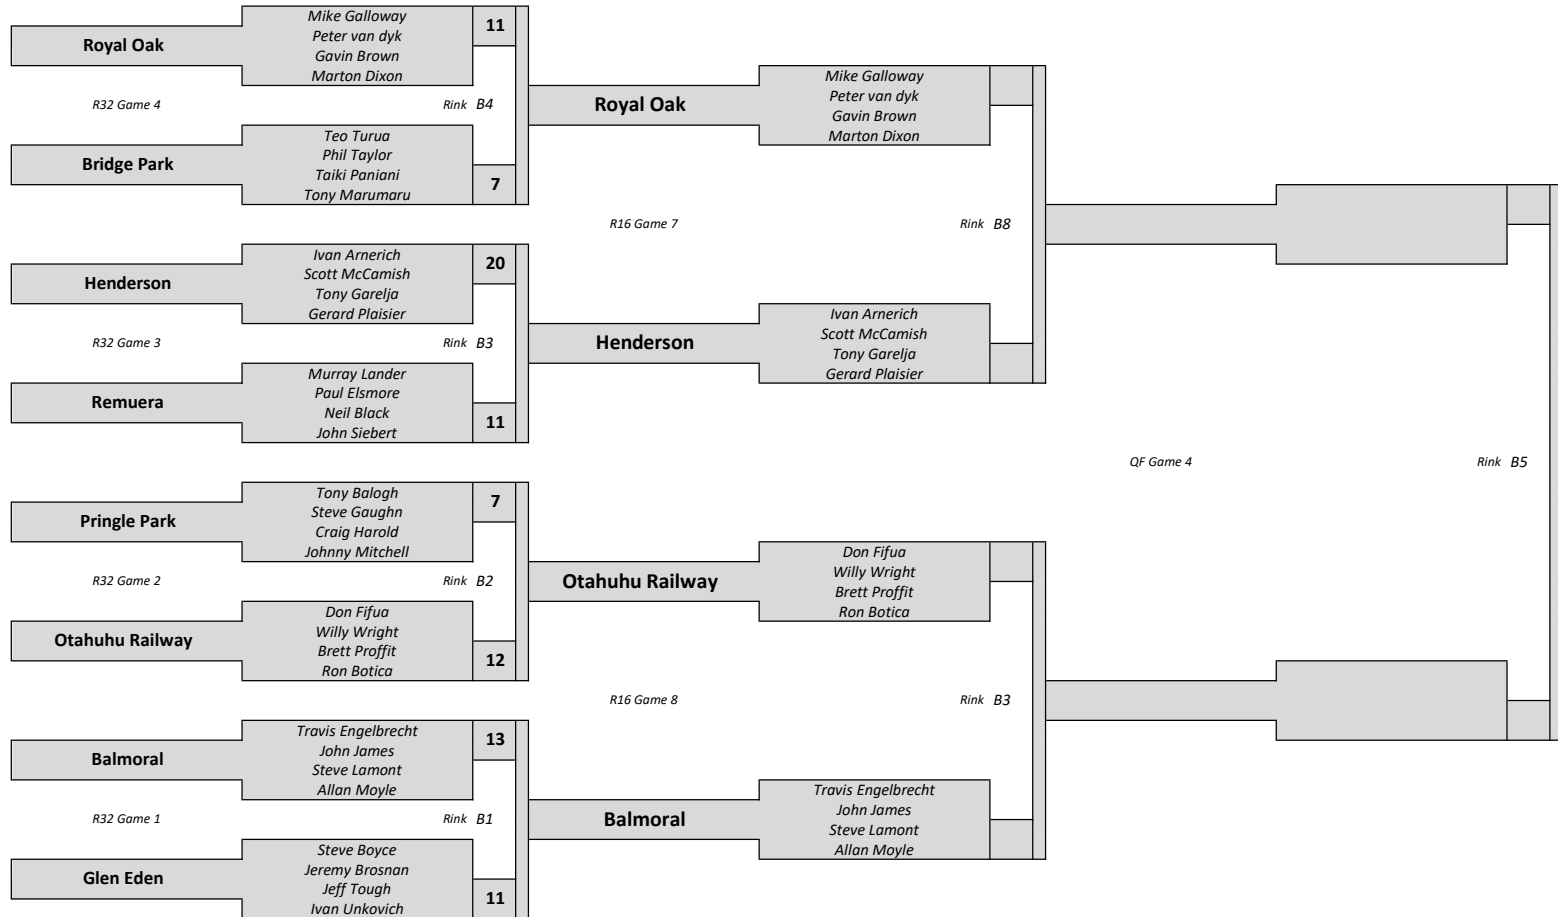 Royal Oak
Mike Galloway
Peter van dyk
Gavin Brown
Marton Dixon
11
R32 Game 4
Rink B4
Bridge Park
Teo Turua
Phil Taylor
Taiki Paniani
Tony Marumaru
7
Henderson
Ivan Arnerich
Scott McCamish
Tony Garelja
Gerard Plaisier
20
R32 Game 3
Rink B3
Remuera
Murray Lander
Paul Elsmore
Neil Black
John Siebert
11
Pringle Park
Tony Balogh
Steve Gaughn
Craig Harold
Johnny Mitchell
7
R32 Game 2
Rink B2
Otahuhu Railway
Don Fifua
Willy Wright
Brett Proffit
Ron Botica
12
Balmoral
Travis Engelbrecht
John James
Steve Lamont
Allan Moyle
13
R32 Game 1
Rink B1
Glen Eden
Steve Boyce
Jeremy Brosnan
Jeff Tough
Ivan Unkovich
11
Royal Oak
Mike Galloway
Peter van dyk
Gavin Brown
Marton Dixon
R16 Game 7
Rink B8
Henderson
Ivan Arnerich
Scott McCamish
Tony Garelja
Gerard Plaisier
Otahuhu Railway
Don Fifua
Willy Wright
Brett Proffit
Ron Botica
R16 Game 8
Rink B3
Balmoral
Travis Engelbrecht
John James
Steve Lamont
Allan Moyle
QF Game 4
Rink B5